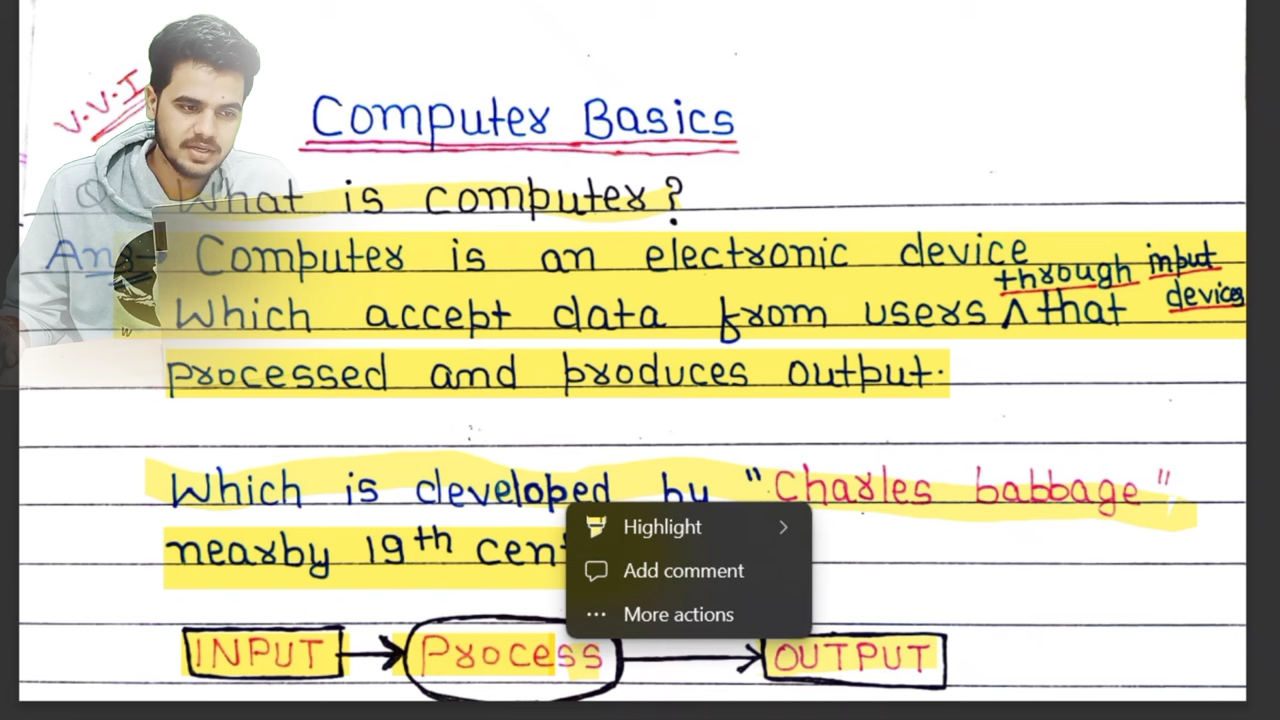 V.V.I
Computer Basics
Q What is computer?
Ans→ Computer is an electronic device
through input
devices
Which accept data from users ^ that
processed and produces output.
Which is developed by "Charles babbage"
nearby 19th cent
Highlight
Add comment
More actions
INPUT → Process → OUTPUT